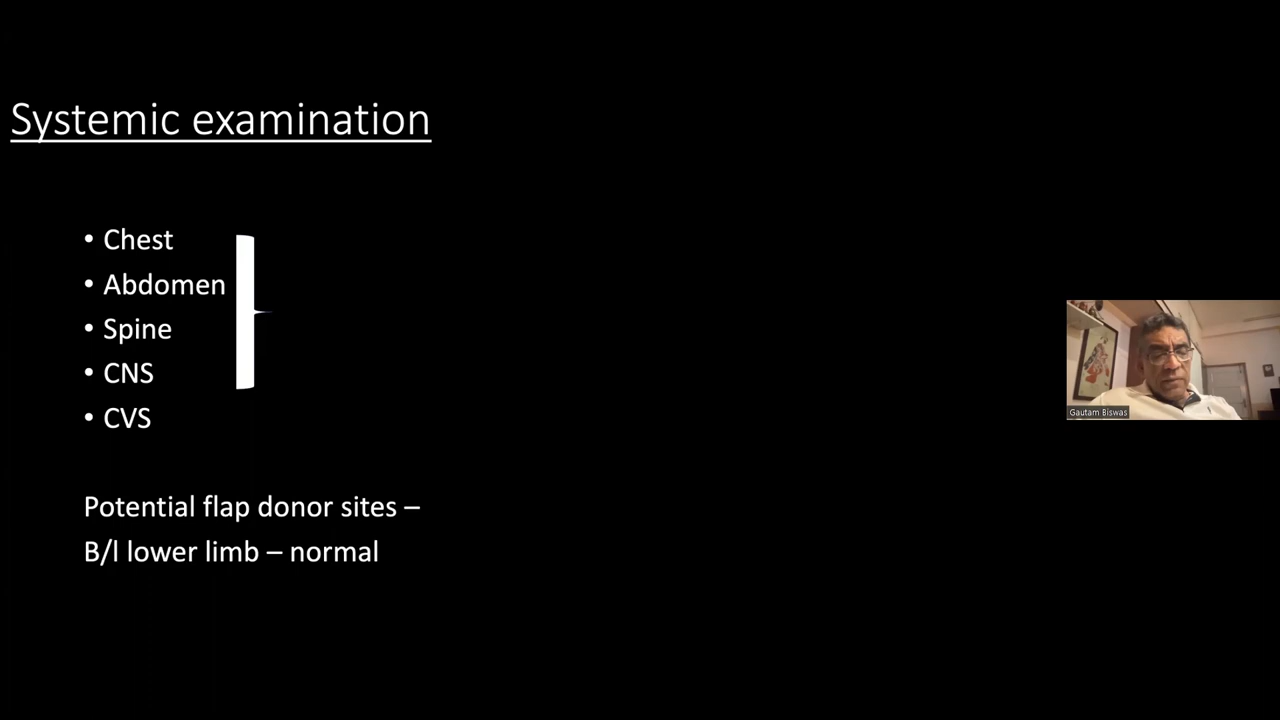 Systemic examination
• Chest
• Abdomen
• Spine
• CNS
• CVS
Potential flap donor sites –
B/l lower limb – normal
Gautam Biswas